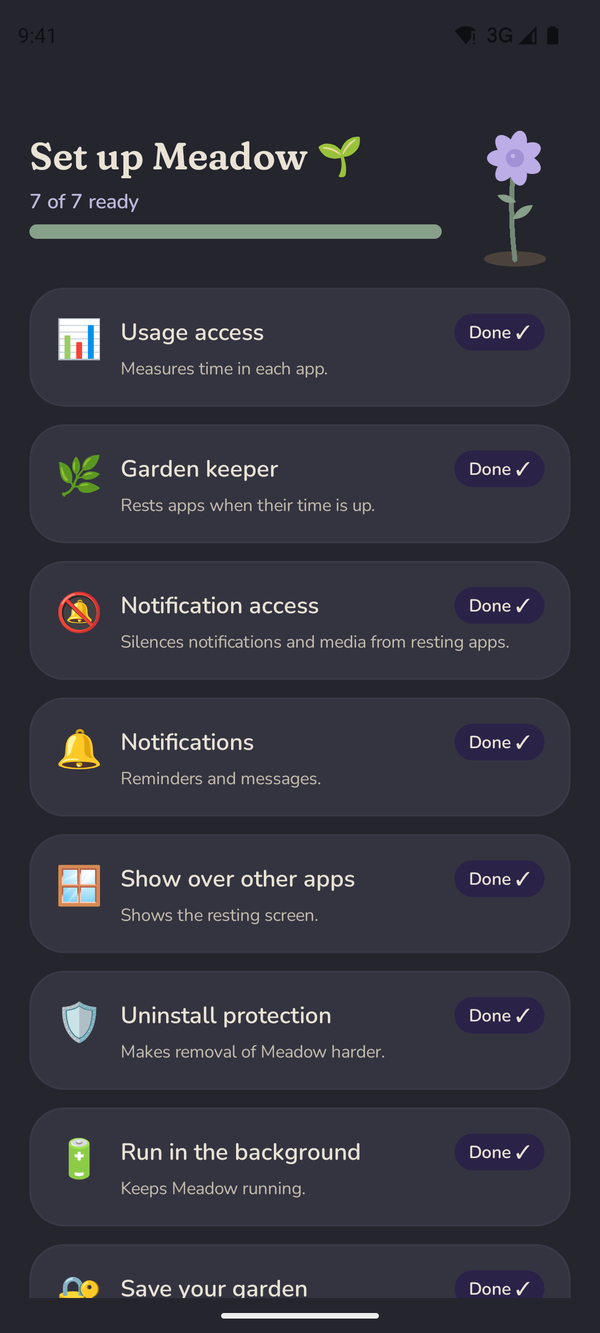 9:41
3G
Set up Meadow 🌱
7 of 7 ready
Usage access
Done ✓
Measures time in each app.
Garden keeper
Done ✓
Rests apps when their time is up.
Notification access
Done ✓
Silences notifications and media from resting apps.
Notifications
Done ✓
Reminders and messages.
Show over other apps
Done ✓
Shows the resting screen.
Uninstall protection
Done ✓
Makes removal of Meadow harder.
Run in the background
Done ✓
Keeps Meadow running.
Save your garden
Done ✓